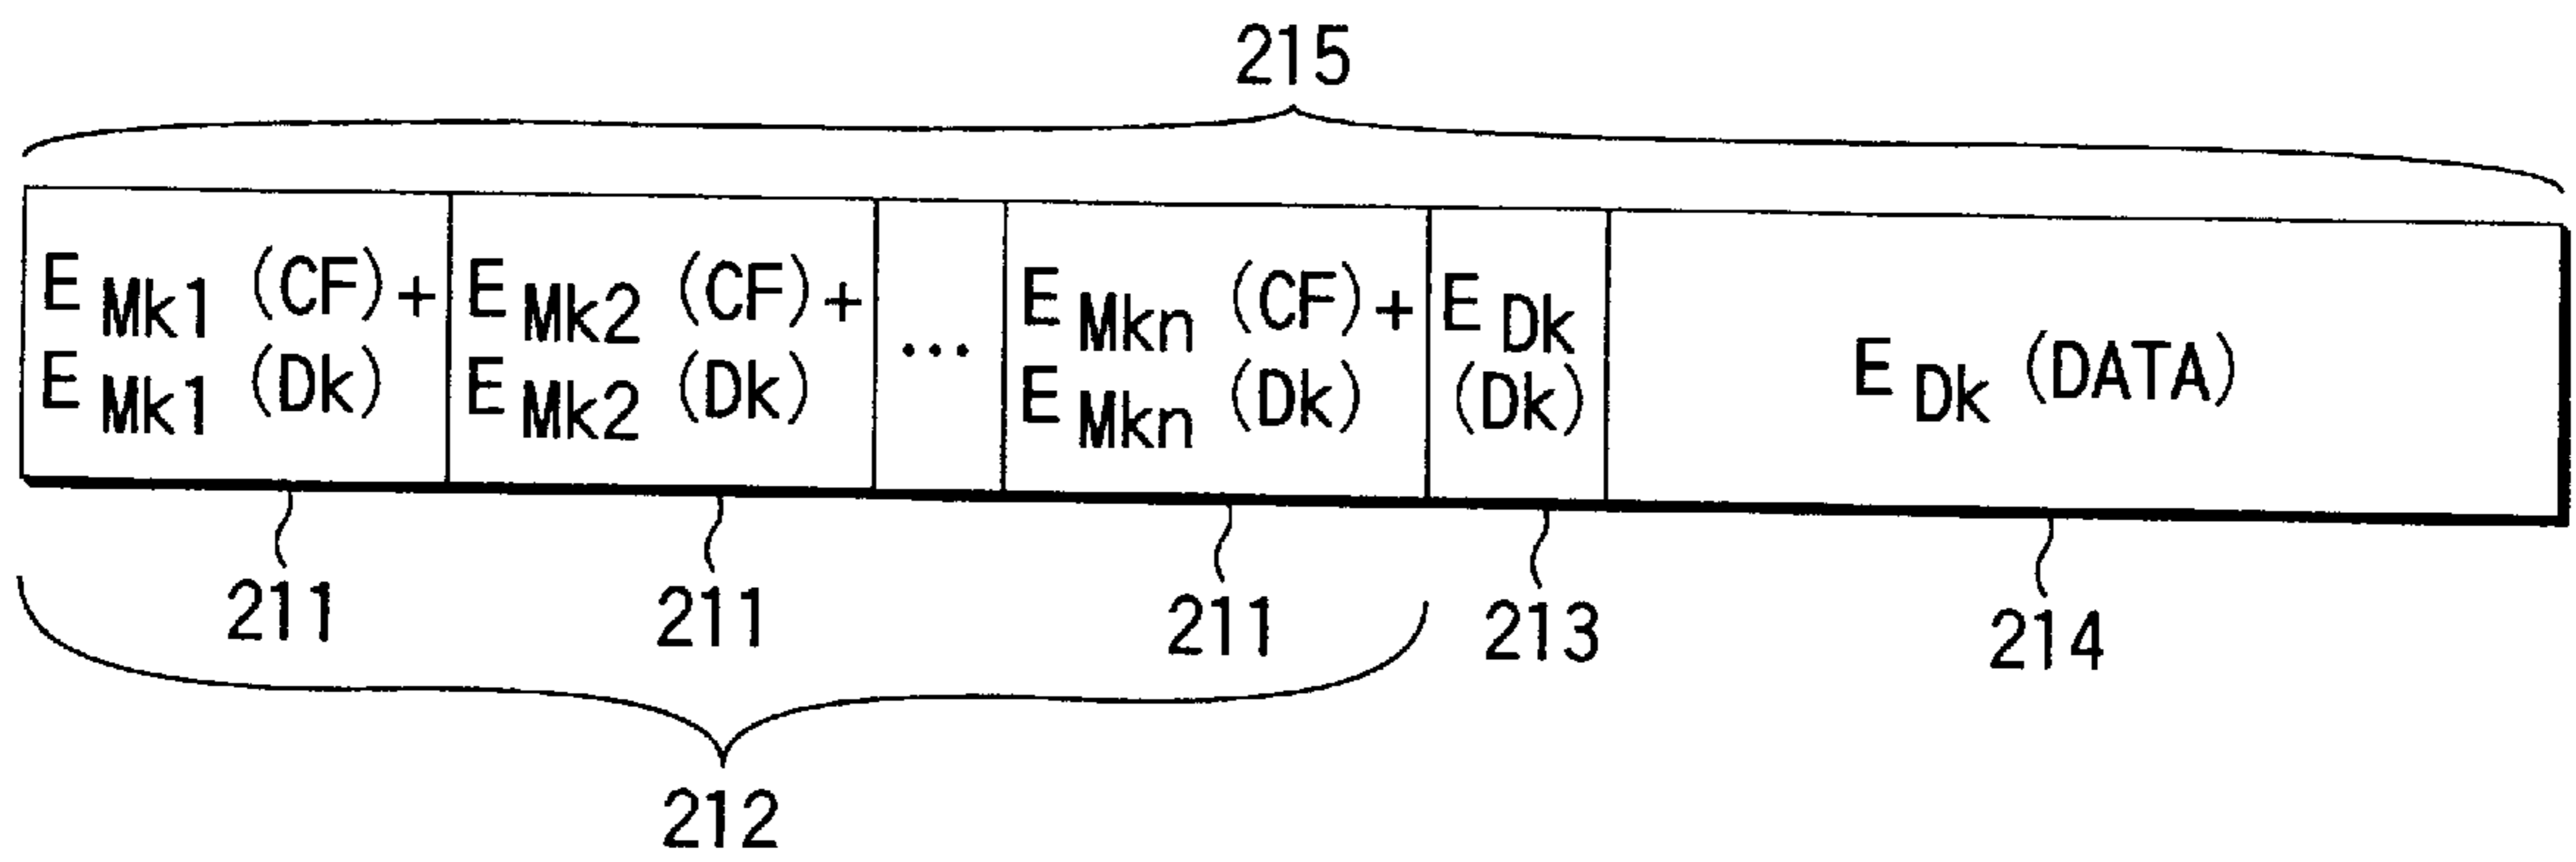 215
E Mk1 (CF)+
E Mk1 (Dk)
E Mk2 (CF)+
E Mk2 (Dk)
...
E Mkn (CF)+
E Mkn (Dk)
E Dk
(Dk)
E Dk (DATA)
211
211
211
213
214
212